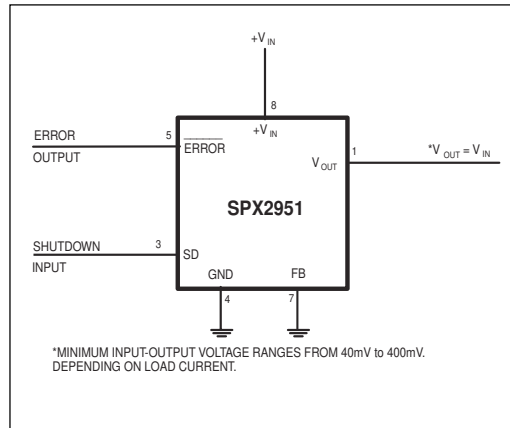 +V IN
8
ERROR
OUTPUT
5
ERROR
+V IN
V OUT
1
*V OUT = V IN
SPX2951
SHUTDOWN
INPUT
3
SD
GND
FB
4
7
*MINIMUM INPUT-OUTPUT VOLTAGE RANGES FROM 40mV to 400mV.
DEPENDING ON LOAD CURRENT.